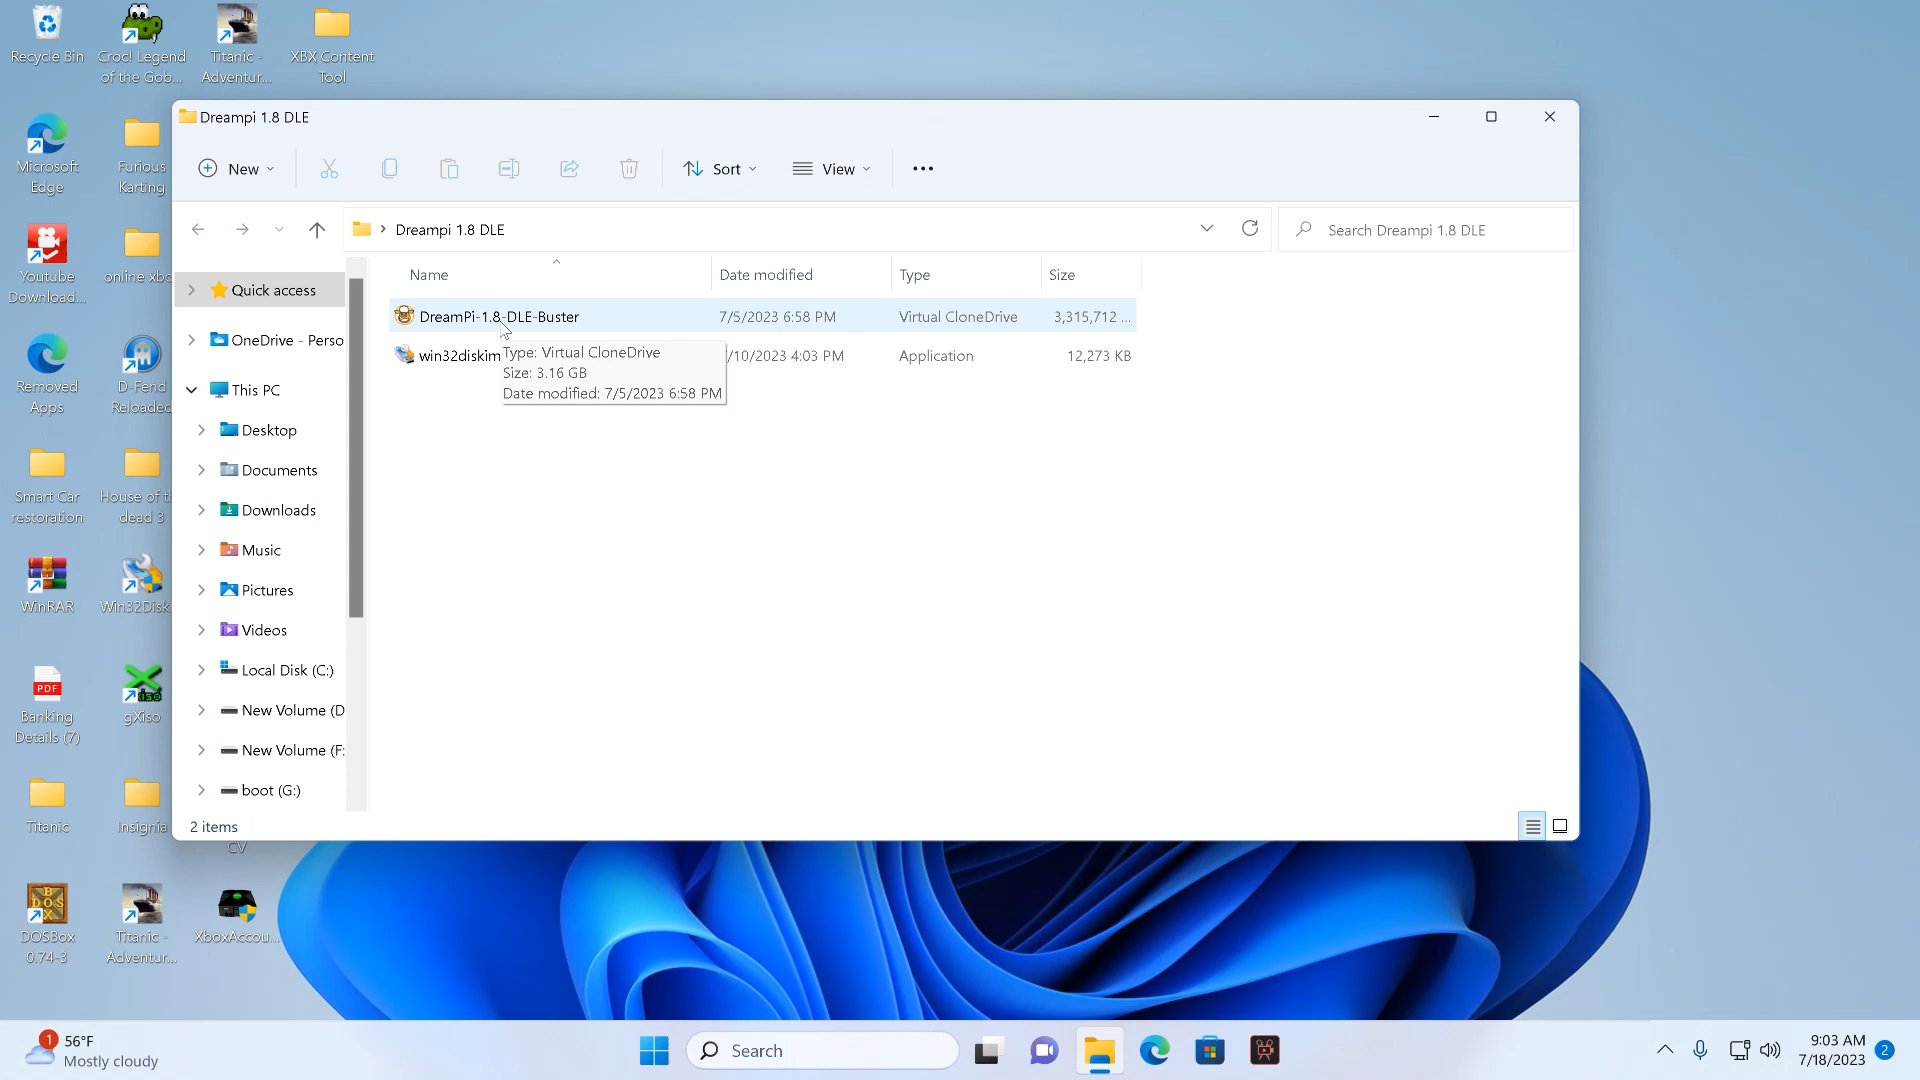 Recycle Bin
Croc! Legend
of the Gob...
Titanic -
Adventur...
XBX Content
Tool
Dreampi 1.8 DLE
Microsoft
Edge
Furious
Karting
New
Sort
View
Dreampi 1.8 DLE
Search Dreampi 1.8 DLE
Youtube
Download...
online xbo
Name
Date modified
Type
Size
Quick access
DreamPi-1.8-DLE-Buster
7/5/2023 6:58 PM
Virtual CloneDrive
3,315,712 ...
OneDrive - Perso
win32diskim
/10/2023 4:03 PM
Application
12,273 KB
Type: Virtual CloneDrive
Size: 3.16 GB
Date modified: 7/5/2023 6:58 PM
Removed
Apps
D-Fend
Reloaded
This PC
Desktop
Documents
Downloads
Music
Pictures
Videos
Local Disk (C:)
New Volume (D
New Volume (F:
boot (G:)
Smart Car
restoration
House of t
dead 3
WinRAR
Win32Disk
PDF
Banking
Details (7)
iso
gXiso
Titanic
Insignia
2 items
CV
DOSBox
0.74-3
Titanic -
Adventur...
XboxAccou...
1
56°F
Mostly cloudy
Search
9:03 AM
7/18/2023
2